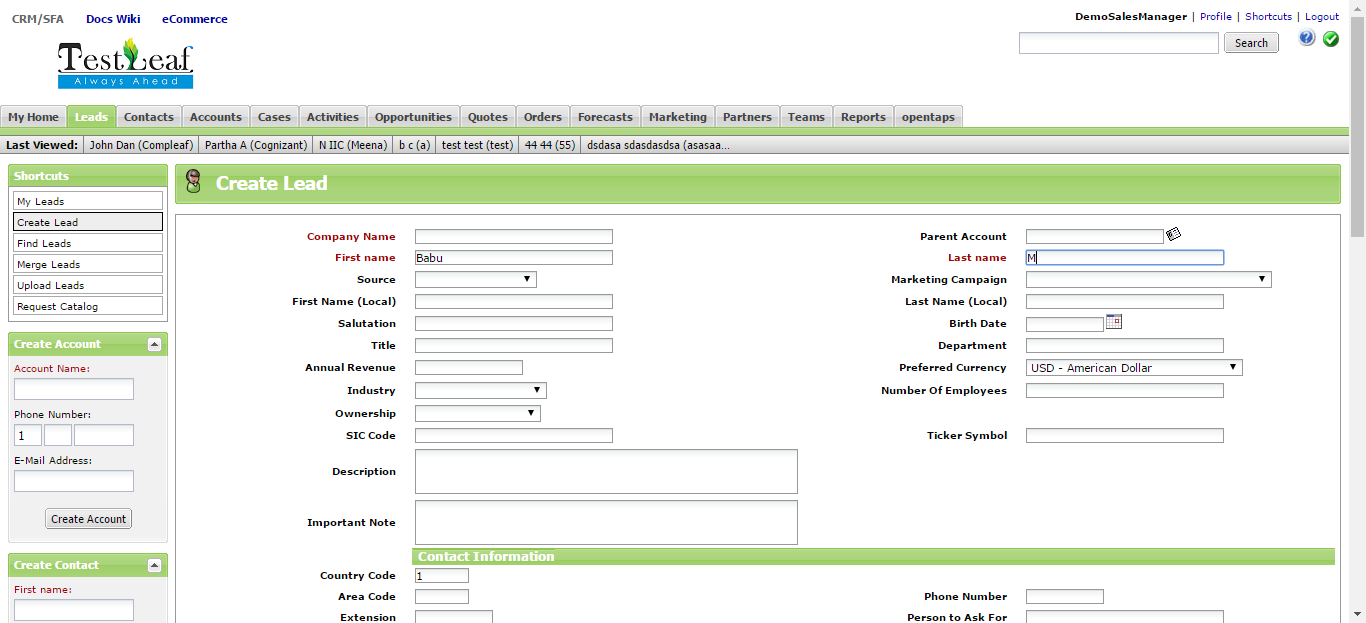 CRM/SFA Docs Wiki eCommerce
DemoSalesManager | Profile | Shortcuts | Logout
TestLeaf
Always Ahead
Search
My Home Leads Contacts Accounts Cases Activities Opportunities Quotes Orders Forecasts Marketing Partners Teams Reports opentaps
Last Viewed: John Dan (Compleaf) Partha A (Cognizant) N IIC (Meena) b c (a) test test (test) 44 44 (55) dsdasa sdasdasdsa (asasaa...
Shortcuts
My Leads
Create Lead
Find Leads
Merge Leads
Upload Leads
Request Catalog
Create Account
Account Name:
Phone Number:
1
E-Mail Address:
Create Account
Create Contact
First name:
Create Lead
Company Name Parent Account
First name Babu Last name M
Source Marketing Campaign
First Name (Local) Last Name (Local)
Salutation Birth Date
Title Department
Annual Revenue Preferred Currency USD - American Dollar
Industry Number Of Employees
Ownership
SIC Code Ticker Symbol
Description
Important Note
Contact Information
Country Code 1
Area Code Phone Number
Extension Person to Ask For